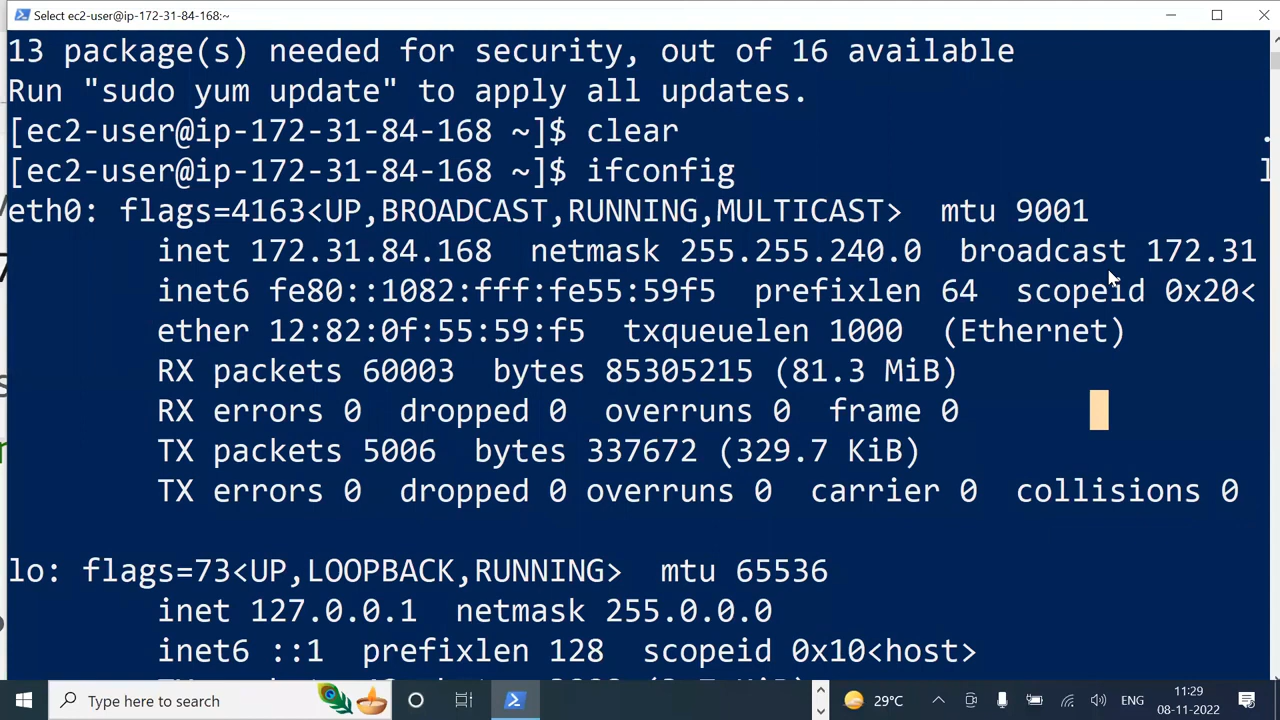 Select ec2-user@ip-172-31-84-168:~
13 package(s) needed for security, out of 16 available
Run "sudo yum update" to apply all updates.
[ec2-user@ip-172-31-84-168 ~]$ clear
[ec2-user@ip-172-31-84-168 ~]$ ifconfig
eth0: flags=4163<UP,BROADCAST,RUNNING,MULTICAST>  mtu 9001
        inet 172.31.84.168  netmask 255.255.240.0  broadcast 172.31
        inet6 fe80::1082:fff:fe55:59f5  prefixlen 64  scopeid 0x20<
        ether 12:82:0f:55:59:f5  txqueuelen 1000  (Ethernet)
        RX packets 60003  bytes 85305215 (81.3 MiB)
        RX errors 0  dropped 0  overruns 0  frame 0
        TX packets 5006  bytes 337672 (329.7 KiB)
        TX errors 0  dropped 0 overruns 0  carrier 0  collisions 0
lo: flags=73<UP,LOOPBACK,RUNNING>  mtu 65536
        inet 127.0.0.1  netmask 255.0.0.0
        inet6 ::1  prefixlen 128  scopeid 0x10<host>
Type here to search
29°C
ENG
11:29
08-11-2022